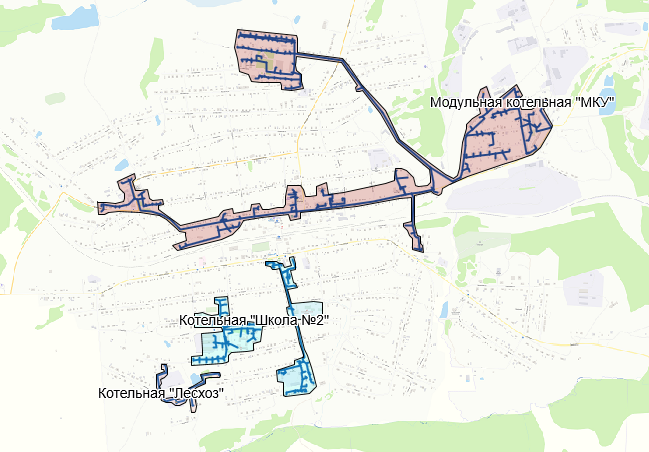 Модульная котельная "МКУ"
Котельная "Школа №2"
Котельная "Лесхоз"